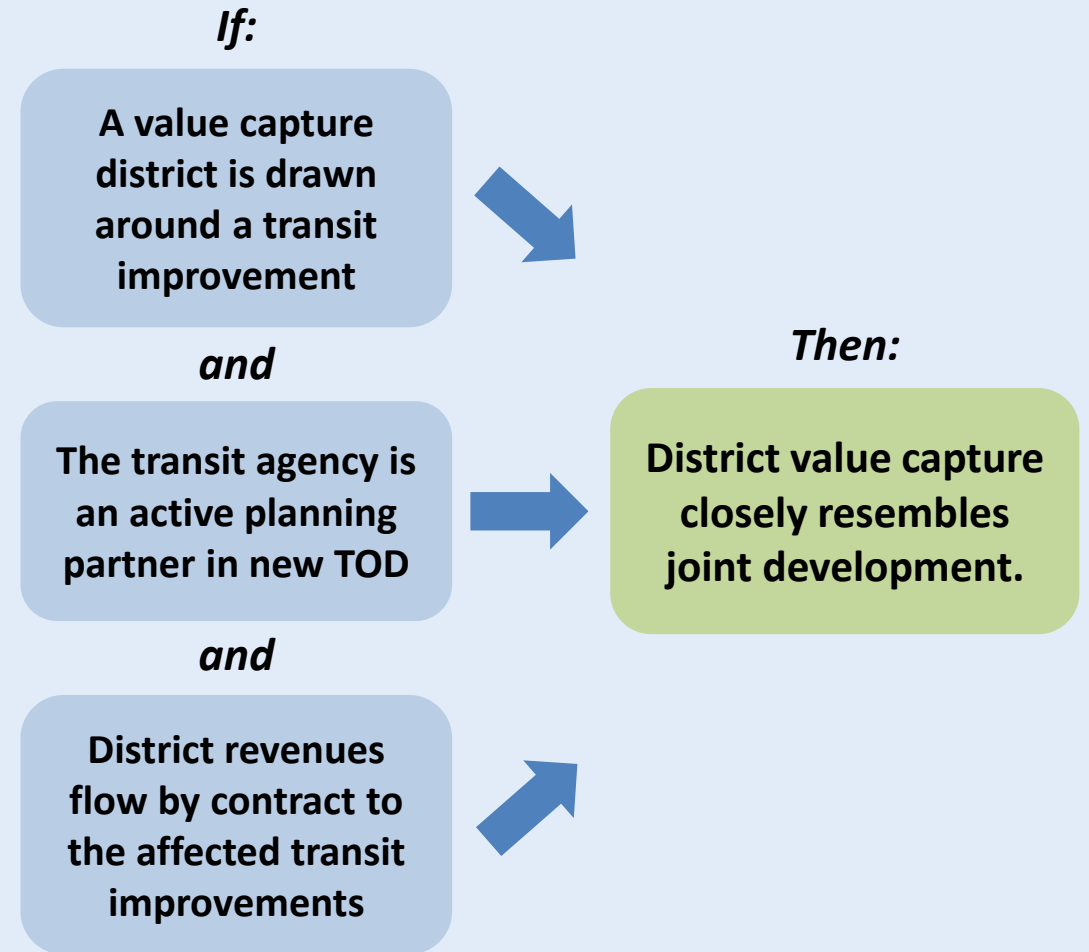 If:
A value capture
district is drawn
around a transit
improvement
and
The transit agency is
an active planning
partner in new TOD
and
District revenues
flow by contract to
the affected transit
improvements
Then:
District value capture
closely resembles
joint development.